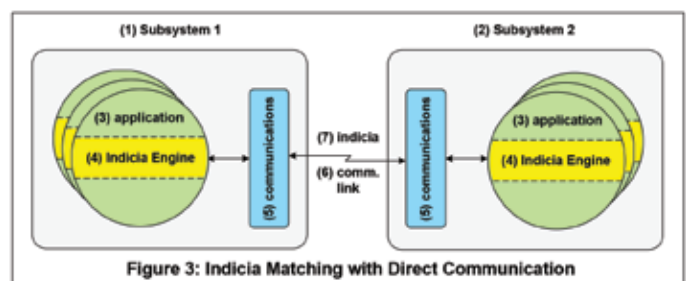 (1) Subsystem 1
(2) Subsystem 2
(3) application
(4) Indicia Engine
(5) communications
(7) indicia
(6) comm.
link
(5) communications
(3) application
(4) Indicia Engine
Figure 3: Indicia Matching with Direct Communication